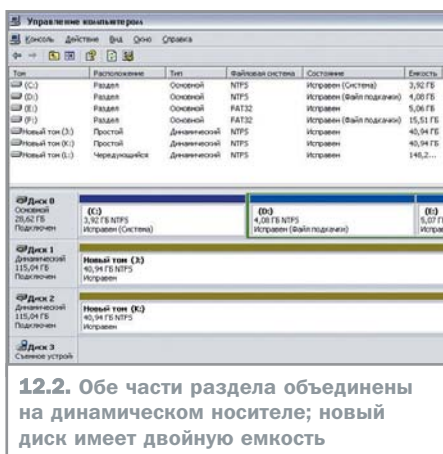 Управление компьютером
Консоль Действие Вид Окно Справка
Том Расположение Тип Файловая система Состояние Емкость
(C:) Раздел Основной NTFS Исправен (Система) 3,92 ГБ
(D:) Раздел Основной NTFS Исправен (Файл подкачки) 4,08 ГБ
(E:) Раздел Основной FAT32 Исправен 5,06 ГБ
(F:) Раздел Основной FAT32 Исправен (Файл подкачки) 15,51 ГБ
Новый том (J:) Простой Динамический NTFS Исправен 40,94 ГБ
Новый том (K:) Простой Динамический NTFS Исправен 40,94 ГБ
Новый том (L:) Чередующийся Динамический NTFS Исправен 148,2...
Диск 0
Основной
28,62 ГБ
Подключен
(C:)
3,92 ГБ NTFS
Исправен (Система)
(D:)
4,08 ГБ NTFS
Исправен (Файл подкачки)
(E:)
5,07 Г
Исправ
Диск 1
Динамический
115,04 ГБ
Подключен
Новый том (J:)
40,94 ГБ NTFS
Исправен
Диск 2
Динамический
115,04 ГБ
Подключен
Новый том (K:)
40,94 ГБ NTFS
Исправен
Диск 3
Съемное устрой
12.2. Обе части раздела объединены
на динамическом носителе; новый
диск имеет двойную емкость